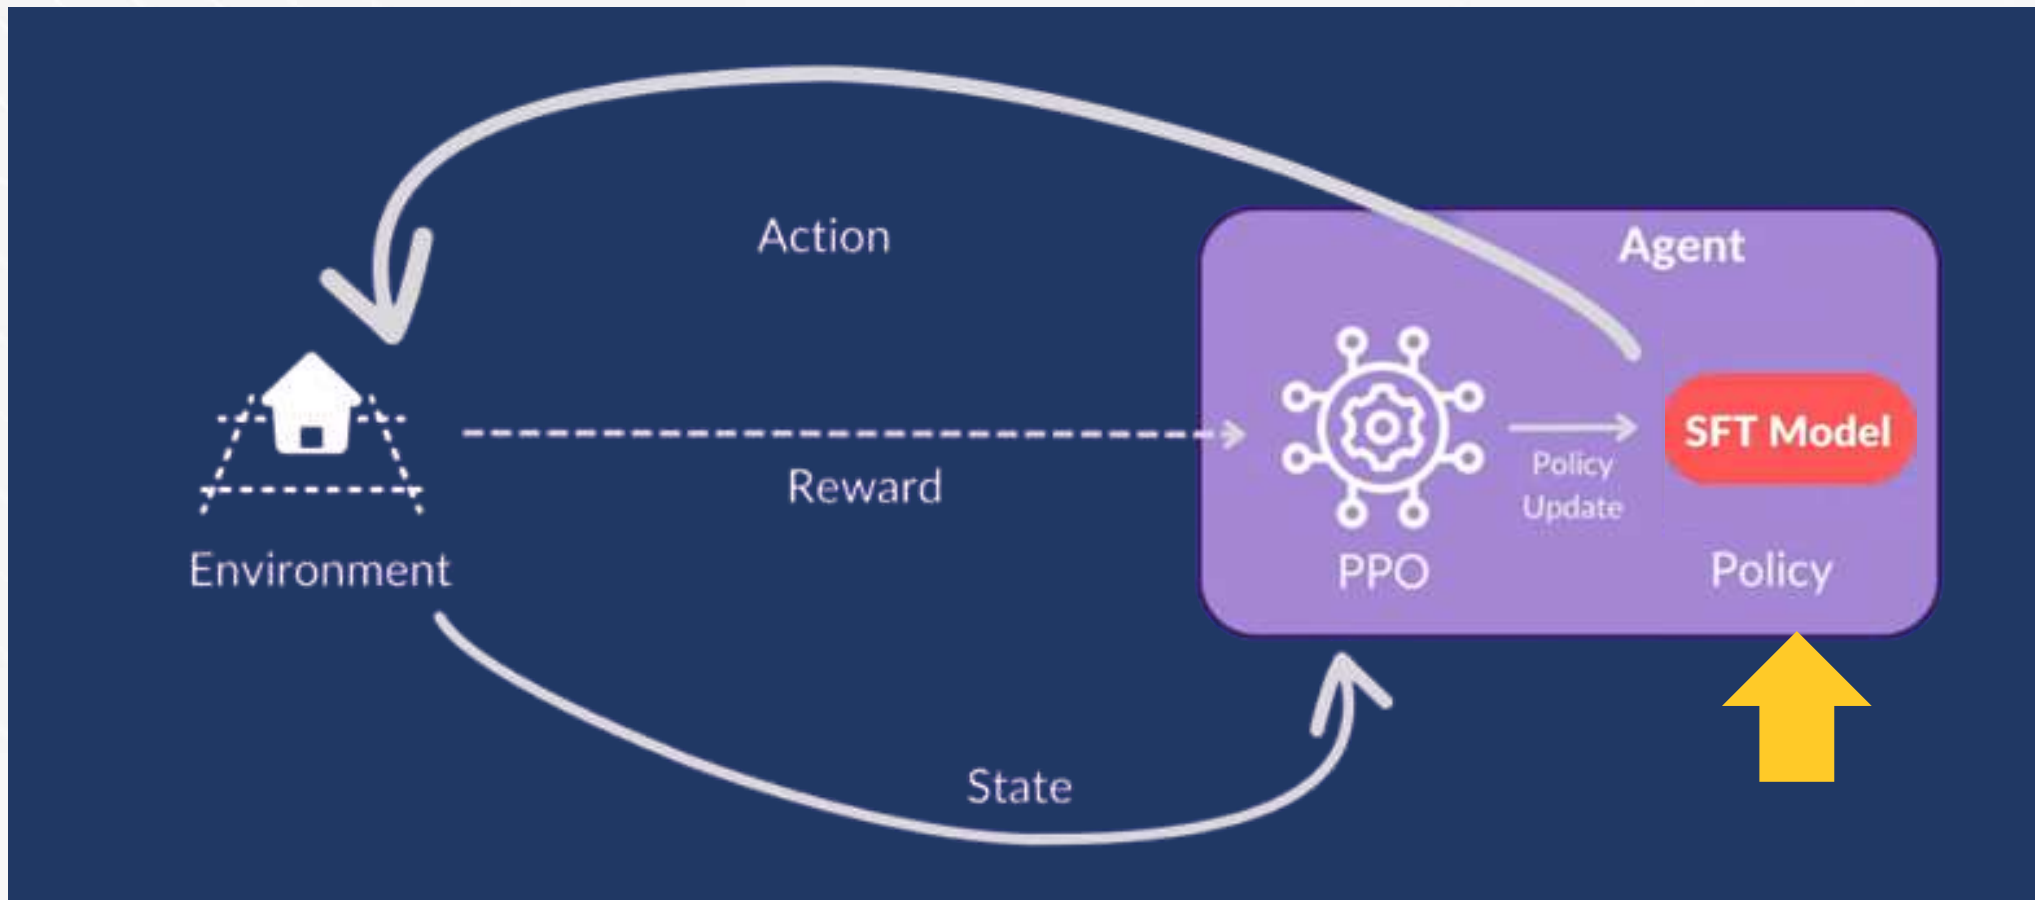 Action
Agent
SFT Model
Policy
Update
Reward
Environment
PPO
Policy
State